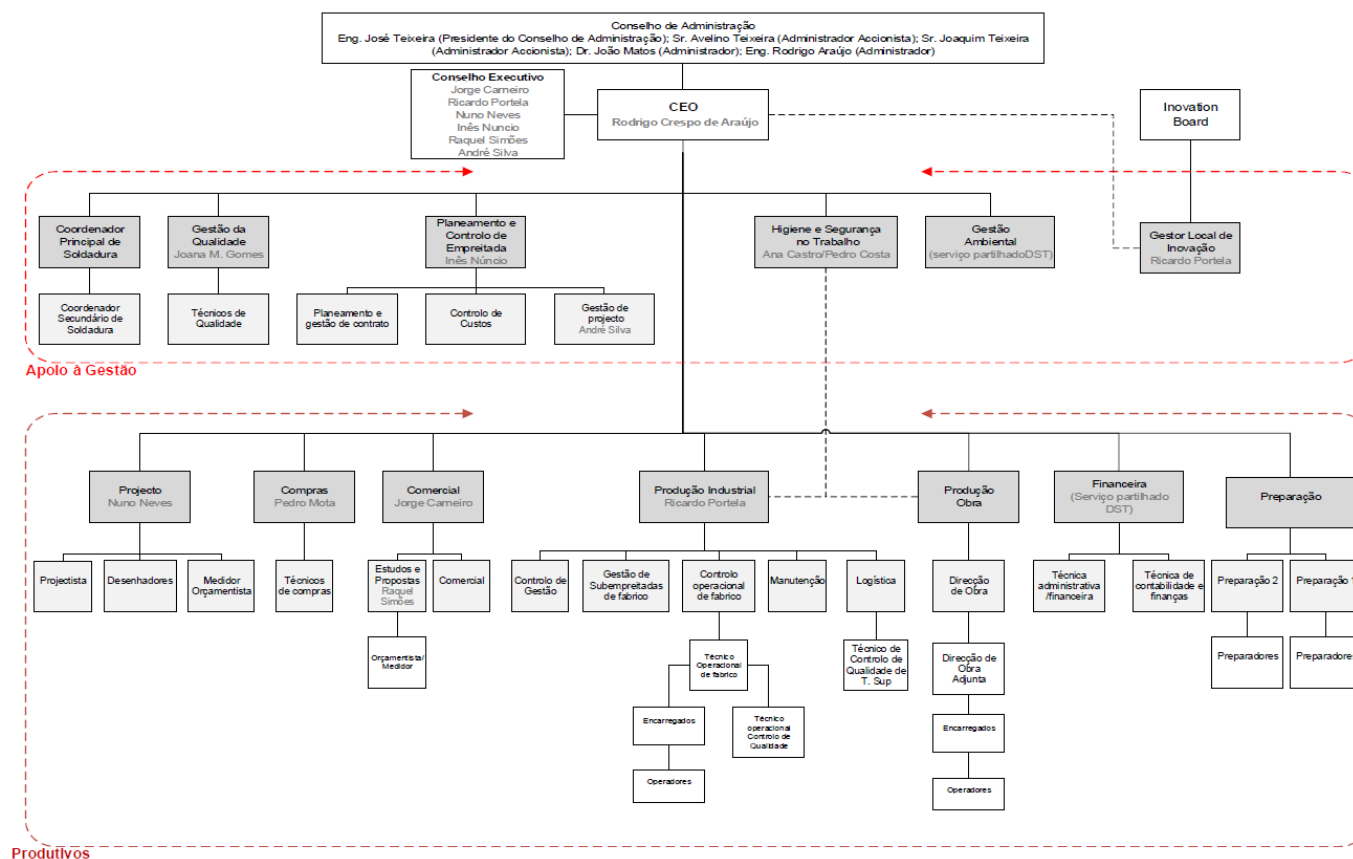 Conselho de Administração
Eng. José Teixeira (Presidente do Conselho de Administração); Sr. Avelino Teixeira (Administrador Accionista); Sr. Joaquim Teixeira
(Administrador Accionista); Dr. João Matos (Administrador); Eng. Rodrigo Araújo (Administrador)
Conselho Executivo
Jorge Carneiro
Ricardo Portela
Nuno Neves
Inês Nuncio
Raquel Simões
André Silva
CEO
Rodrigo Crespo de Araújo
Inovation
Board
Coordenador
Principal de
Soldadura
Gestão da
Qualidade
Joana M. Gomes
Planeamento e
Controlo de
Empreitada
Inês Núncio
Higiene e Segurança
no Trabalho
Ana Castro/Pedro Costa
Gestão
Ambiental
(serviço partilhadoDST)
Gestor Local de
Inovação
Ricardo Portela
Coordenador
Secundário de
Soldadura
Técnicos de
Qualidade
Planeamento e
gestão de contrato
Controlo de
Custos
Gestão de
projecto
André Silva
Apoio à Gestão
Projecto
Nuno Neves
Compras
Pedro Mota
Comercial
Jorge Carneiro
Produção Industrial
Ricardo Portela
Produção
Obra
Financeira
(Serviço partilhado
DST)
Preparação
Projectista
Desenhadores
Medidor
Orçamentista
Técnicos
de compras
Estudos e
Propostas
Raquel
Simões
Comercial
Controlo de
Gestão
Gestão de
Subempreitadas
de fabrico
Controlo
operacional
de fabrico
Manutenção
Logística
Direcção
de Obra
Técnica
administrativa
/financeira
Técnica de
contabilidade e
finanças
Preparação 2
Preparação 1
Orçamentista/
Medidor
Técnico
Operacional
de fabrico
Técnico de
Controlo de
Qualidade de
T. Sup
Direcção de
Obra
Adjunta
Preparadores
Preparadores
Encarregados
Técnico
operacional
Controlo de
Qualidade
Encarregados
Operadores
Operadores
Produtivos